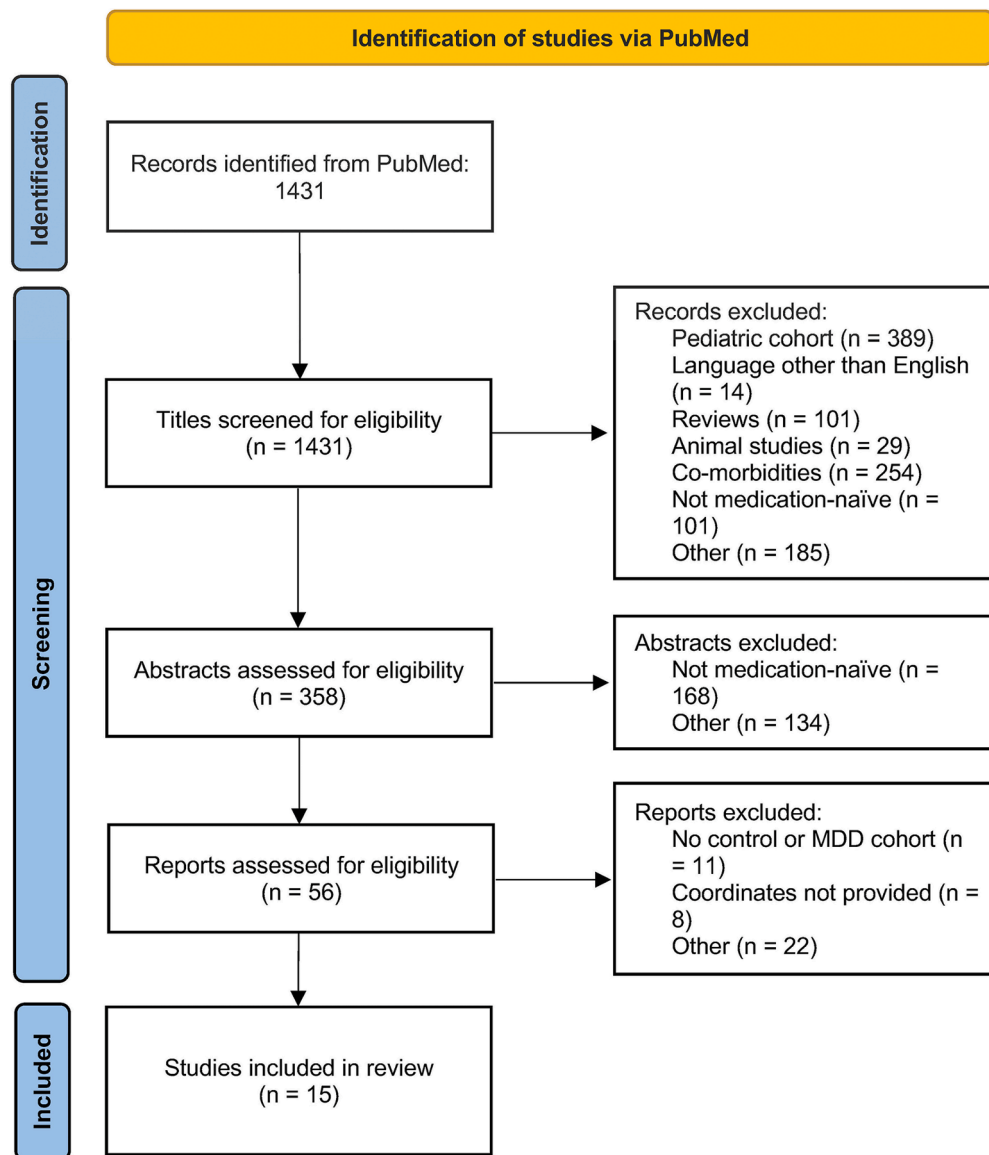 Identification of studies via PubMed
Identification
Records identified from PubMed:
1431
Screening
Titles screened for eligibility
(n = 1431)
Records excluded:
Pediatric cohort (n = 389)
Language other than English
(n = 14)
Reviews (n = 101)
Animal studies (n = 29)
Co-morbidities (n = 254)
Not medication-naïve (n =
101)
Other (n = 185)
Abstracts assessed for eligibility
(n = 358)
Abstracts excluded:
Not medication-naïve (n =
168)
Other (n = 134)
Reports assessed for eligibility
(n = 56)
Reports excluded:
No control or MDD cohort (n
= 11)
Coordinates not provided (n =
8)
Other (n = 22)
Included
Studies included in review
(n = 15)